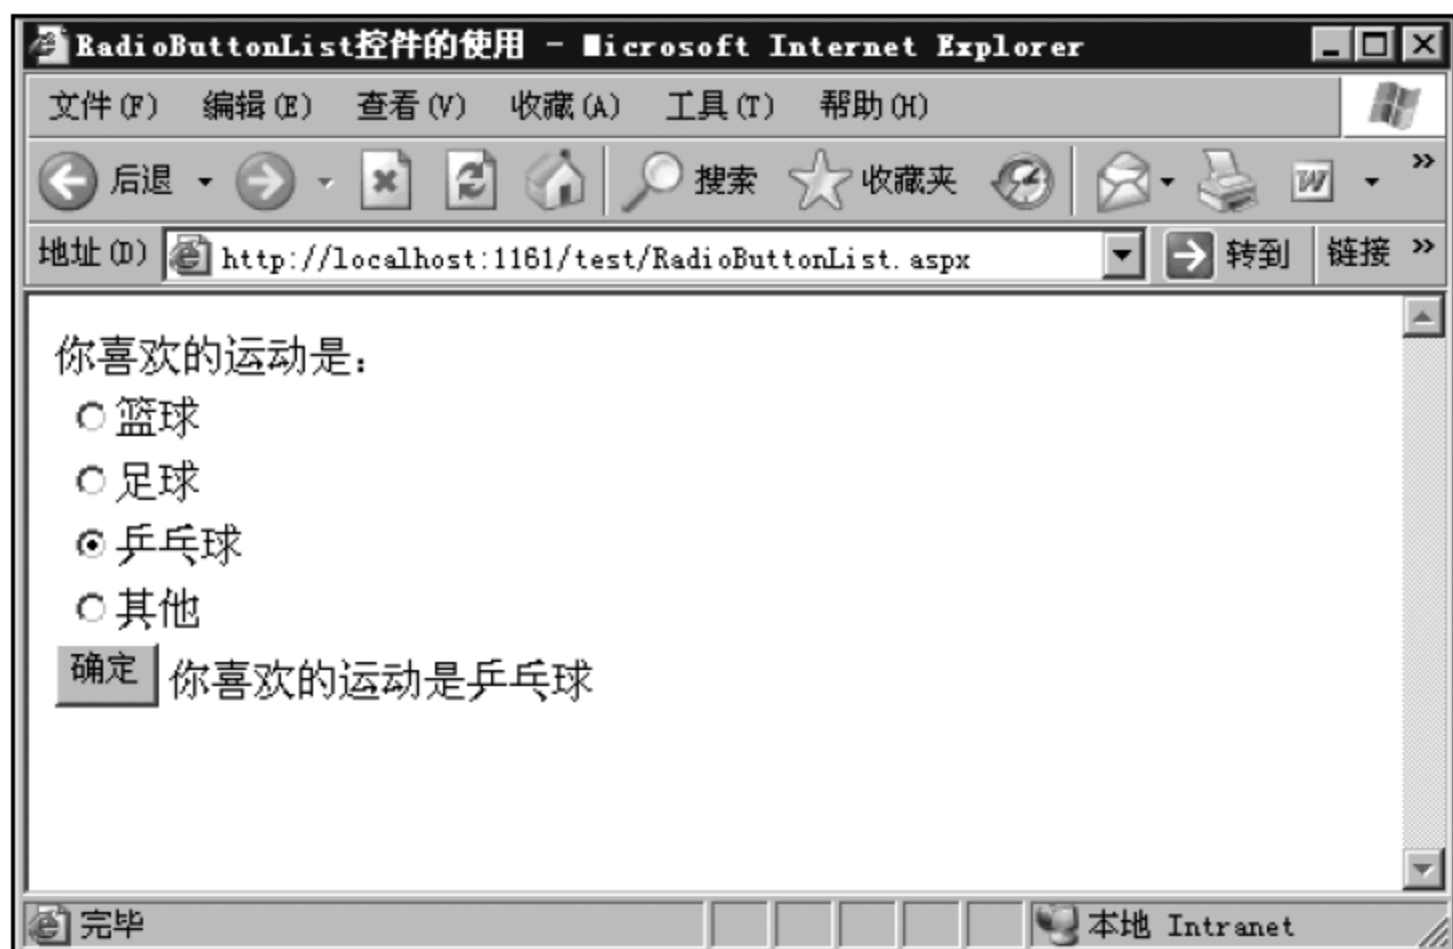 RadioButtonList控件的使用 - Microsoft Internet Explorer
文件(F) 编辑(E) 查看(V) 收藏(A) 工具(T) 帮助(H)
后退 搜索 收藏夹 W »
地址(D) http://localhost:1161/test/RadioButtonList.aspx 转到 链接 »
你喜欢的运动是：
篮球
足球
乒乓球
其他
确定 你喜欢的运动是乒乓球
完毕 本地 Intranet